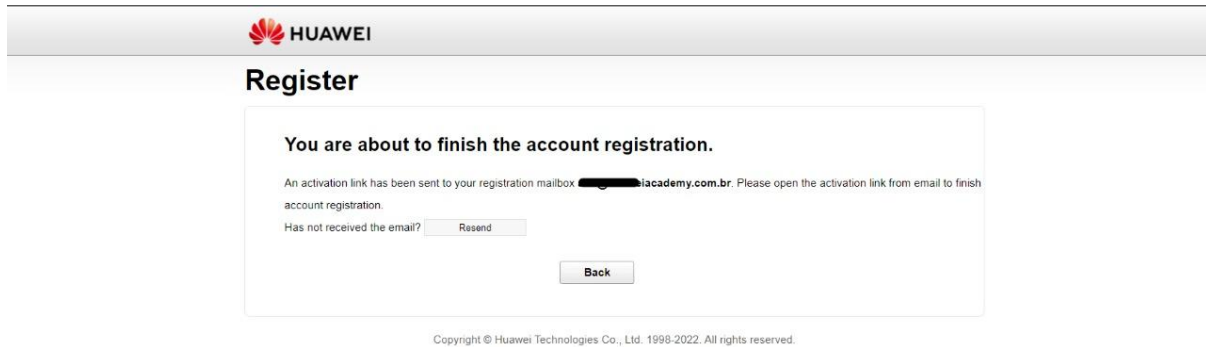 HUAWEI
Register
You are about to finish the account registration.
An activation link has been sent to your registration mailbox iacademy.com.br. Please open the activation link from email to finish
account registration.
Has not received the email? Resend
Back
Copyright © Huawei Technologies Co., Ltd. 1998-2022. All rights reserved.